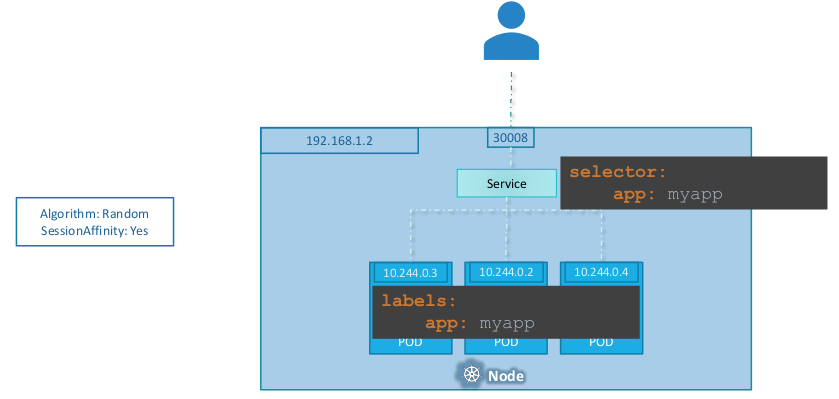 192.168.1.2
30008
Service
selector:
app: myapp
Algorithm: Random
SessionAffinity: Yes
10.244.0.3
10.244.0.2
10.244.0.4
labels:
app: myapp
POD
POD
POD
Node